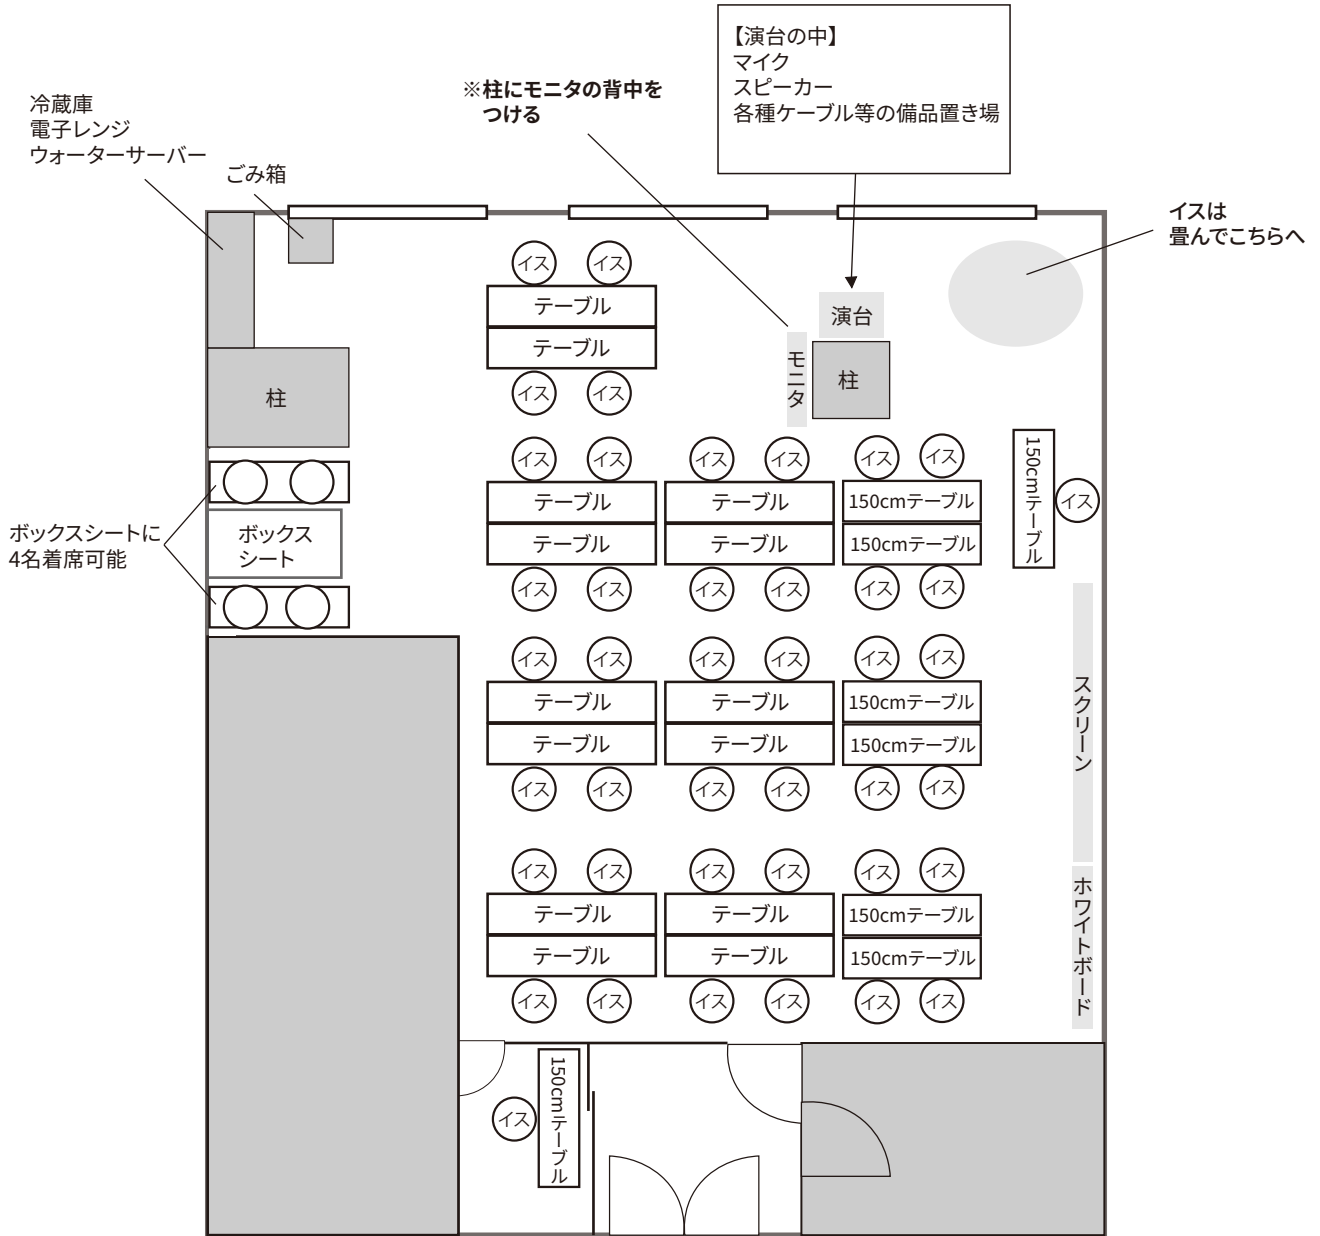 【演台の中】
マイク
スピーカー
各種ケーブル等の備品置き場
※柱にモニタの背中を
つける
冷蔵庫
電子レンジ
ウォーターサーバー
ごみ箱
イスは
畳んでこちらへ
イス イス
テーブル
テーブル
イス イス
演台
モニタ
柱
柱
イス イス イス イス イス イス
テーブル テーブル 150cmテーブル
テーブル テーブル 150cmテーブル
イス イス イス イス イス イス
150cmテーブル
イス
ボックスシートに
4名着席可能
ボックス
シート
イス イス イス イス イス イス
テーブル テーブル 150cmテーブル
テーブル テーブル 150cmテーブル
イス イス イス イス イス イス
スクリーン
イス イス イス イス イス イス
テーブル テーブル 150cmテーブル
テーブル テーブル 150cmテーブル
イス イス イス イス イス イス
ホワイトボード
イス
150cmテーブル